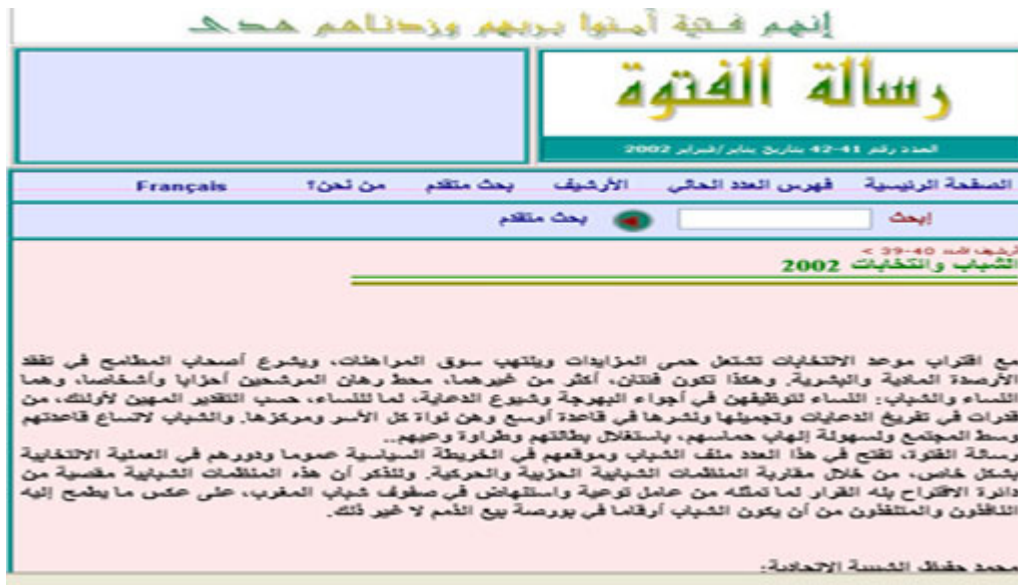 إنهم فتية آمنوا بربهم وزدناهم هدى
رسالة الفتوة
العدد رقم 41-42 بتاريخ يناير/فبراير 2002
الصفحة الرئيسية فهرس العدد الحالي الأرشيف بحث متقدم من نحن؟ Français
إبحث بحث متقدم
أرشيف العدد 40-39 >
الشباب وانتخابات 2002
مع اقتراب موعد الانتخابات تشتعل حمى المزايدات ويلتهب سوق المراهنات، ويشرع أصحاب المطامح في تفقد
الأرصدة المادية والبشرية. وهكذا تكون فئتان، أكثر من غيرهما، محط رهان المرشحين أحزابا وأشخاصا، وهما
النساء والشباب: النساء لتوظيفهن في أجواء البهرجة وشيوع الدعاية، لما للنساء، حسب التقدير المهين لأولئك، من
قدرات في تفريخ الدعايات وتجميلها ونشرها في قاعدة أوسع وهن نواة كل الأسر ومركزها. والشباب لاتساع قاعدتهم
وسط المجتمع ولسهولة إلهاب حماسهم، باستغلال بطالتهم وطراوة وعيهم..
رسالة الفتوة، تفتح في هذا العدد ملف الشباب وموقعهم في الخريطة السياسية عموما ودورهم في العملية الانتخابية
بشكل خاص، من خلال مقاربة المنظمات الشبابية الحزبية والحركية. ولنذكر أن هذه المنظمات الشبابية مقصية من
دائرة الاقتراح بله القرار لما تمثله من عامل توعية واستنهاض في صفوف شباب المغرب، على عكس ما يطمح إليه
النافذون والمتنفذون من أن يكون الشباب أرقاما في بورصة بيع الذمم لا غير ذلك.
محمد حفيظ الشبيبة الاتحادية: